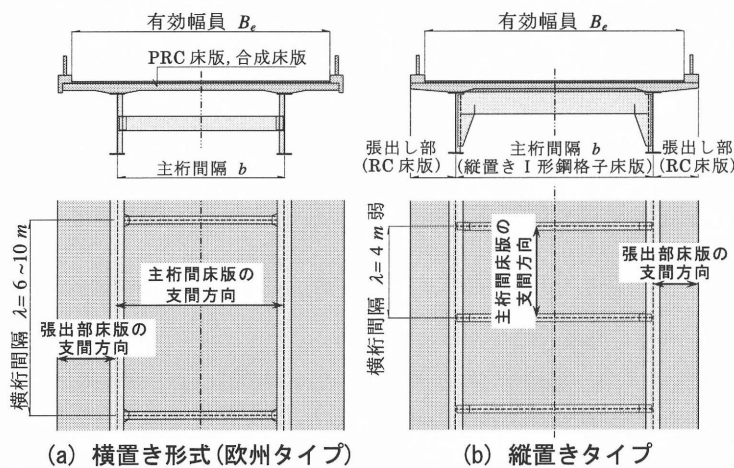 有効幅員 Be
PRC床版, 合成床版
主桁間隔 b
横桁間隔 λ=6~10 m
主桁間床版の
支間方向
張出部床版の
支間方向
(a) 横置き形式(欧州タイプ)
有効幅員 Be
張出し部
(RC床版)
主桁間隔 b
(縦置きI形鋼格子床版)
張出し部
(RC床版)
横桁間隔 λ=4 m 弱
主桁間床版の
支間方向
張出部床版の
支間方向
(b) 縦置きタイプ